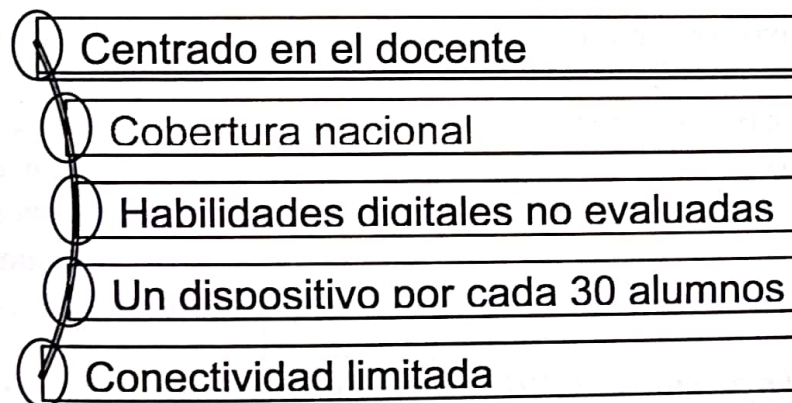 Centrado en el docente
Cobertura nacional
Habilidades digitales no evaluadas
Un dispositivo por cada 30 alumnos
Conectividad limitada